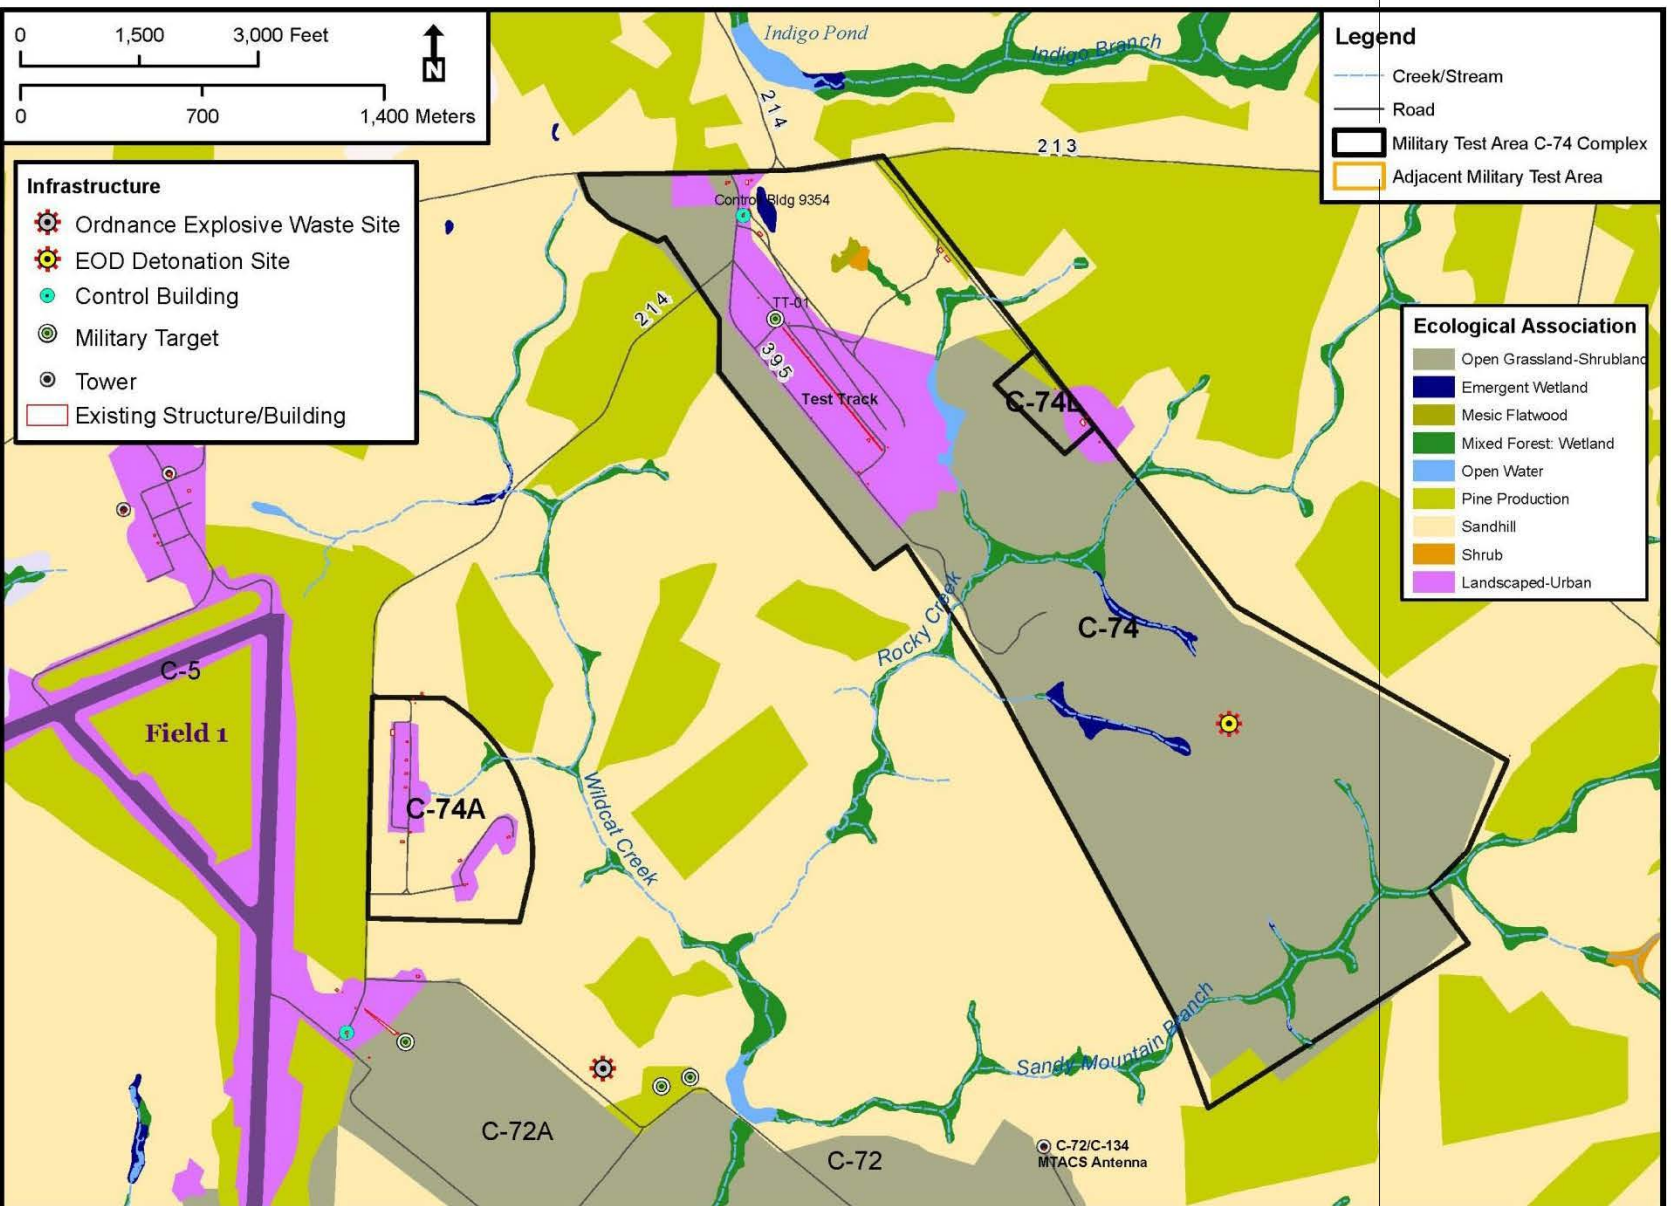 0 1,500 3,000 Feet
N
0 700 1,400 Meters
Infrastructure
Ordnance Explosive Waste Site
EOD Detonation Site
Control Building
Military Target
Tower
Existing Structure/Building
Legend
Creek/Stream
Road
Military Test Area C-74 Complex
Adjacent Military Test Area
Ecological Association
Open Grassland-Shrubland
Emergent Wetland
Mesic Flatwood
Mixed Forest: Wetland
Open Water
Pine Production
Sandhill
Shrub
Landscaped-Urban
Indigo Pond
Indigo Branch
214
213
Control Bldg 9354
214
TT-01
395
Test Track
C-74L
Rocky Creek
C-74
C-5
Field 1
C-74A
Wildcat Creek
Sandy Mountain Branch
C-72A
C-72
C-72/C-134
MTACS Antenna